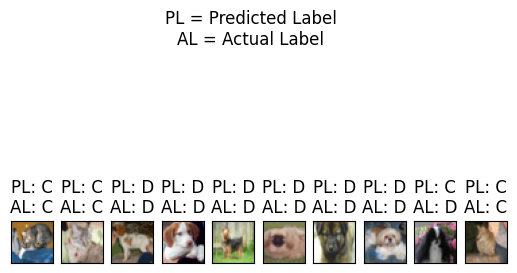 PL = Predicted Label
AL = Actual Label
PL: C PL: C PL: D PL: D PL: D PL: D PL: D PL: D PL: C PL: C
AL: C AL: C AL: D AL: D AL: D AL: D AL: D AL: D AL: D AL: C